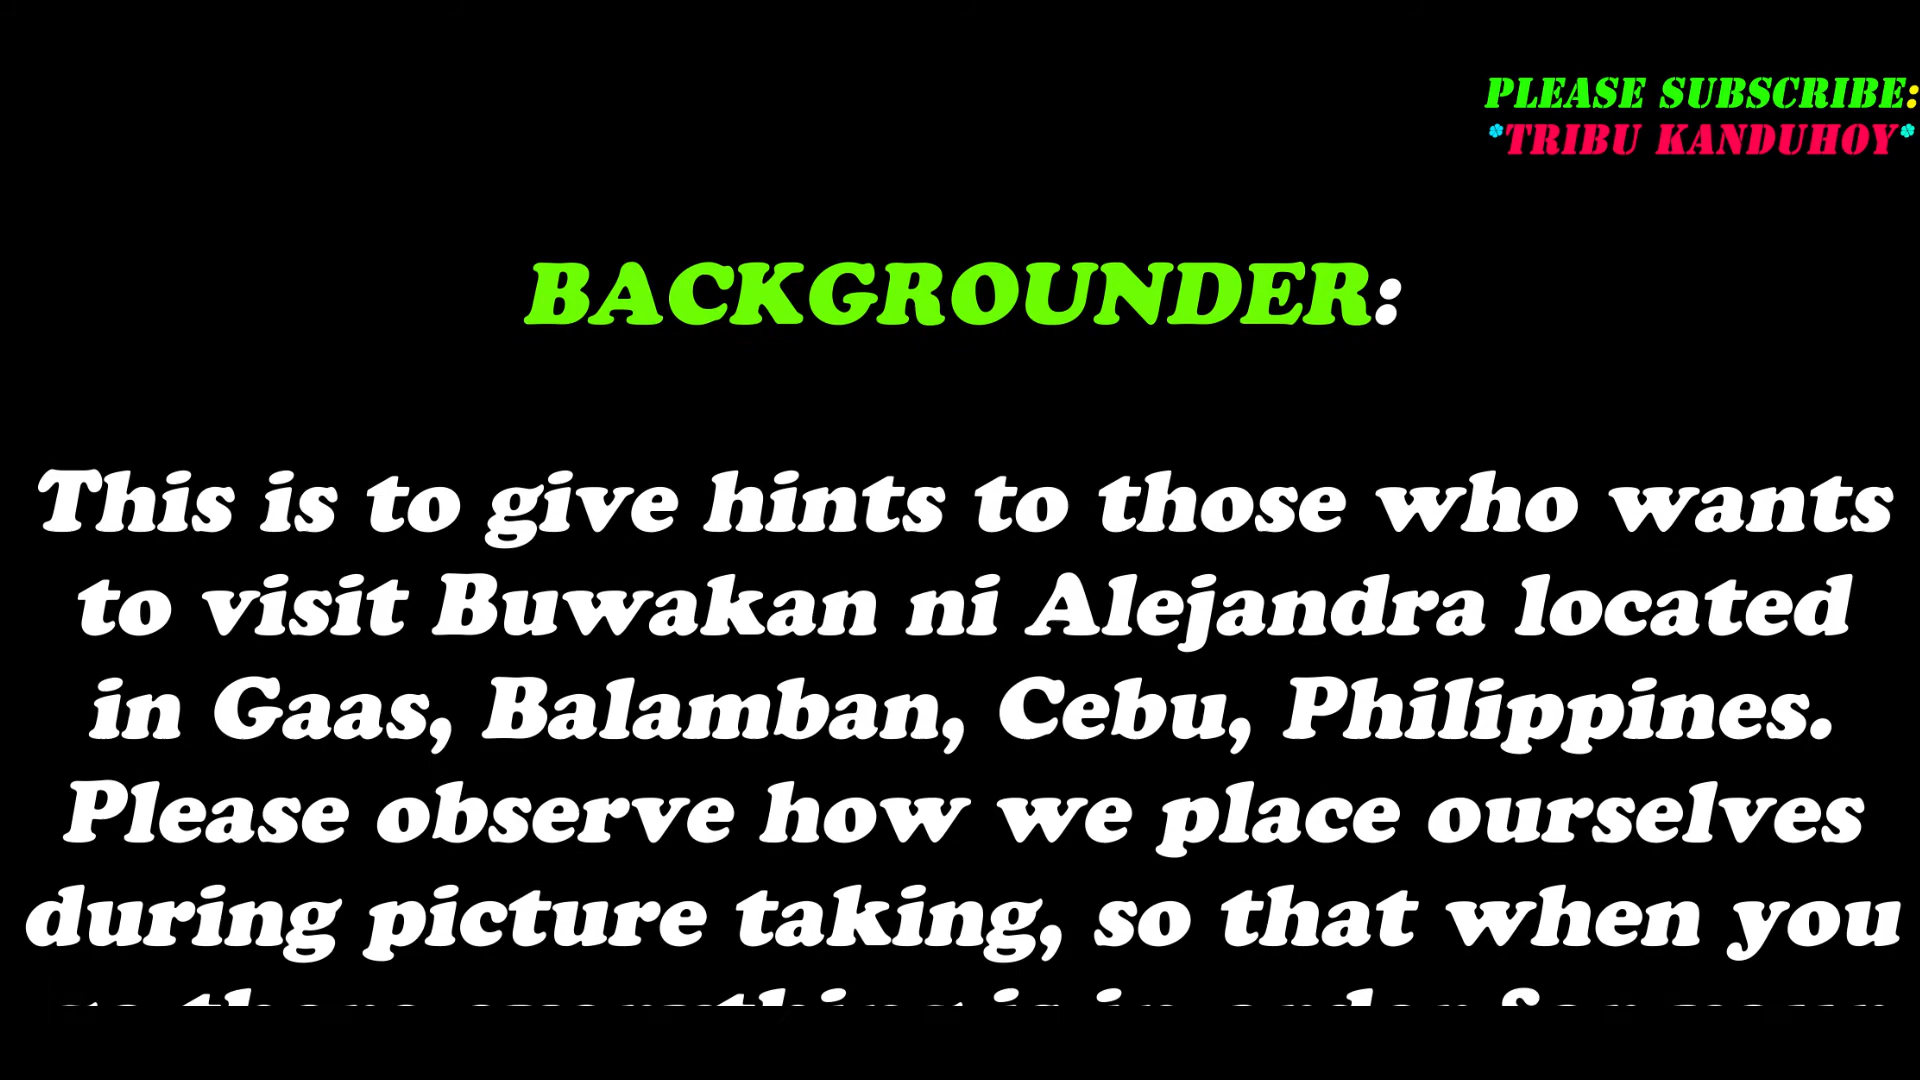 PLEASE SUBSCRIBE:
*TRIBU KANDUHOY*
BACKGROUNDER:
This is to give hints to those who wants
to visit Buwakan ni Alejandra located
in Gaas, Balamban, Cebu, Philippines.
Please observe how we place ourselves
during picture taking, so that when you